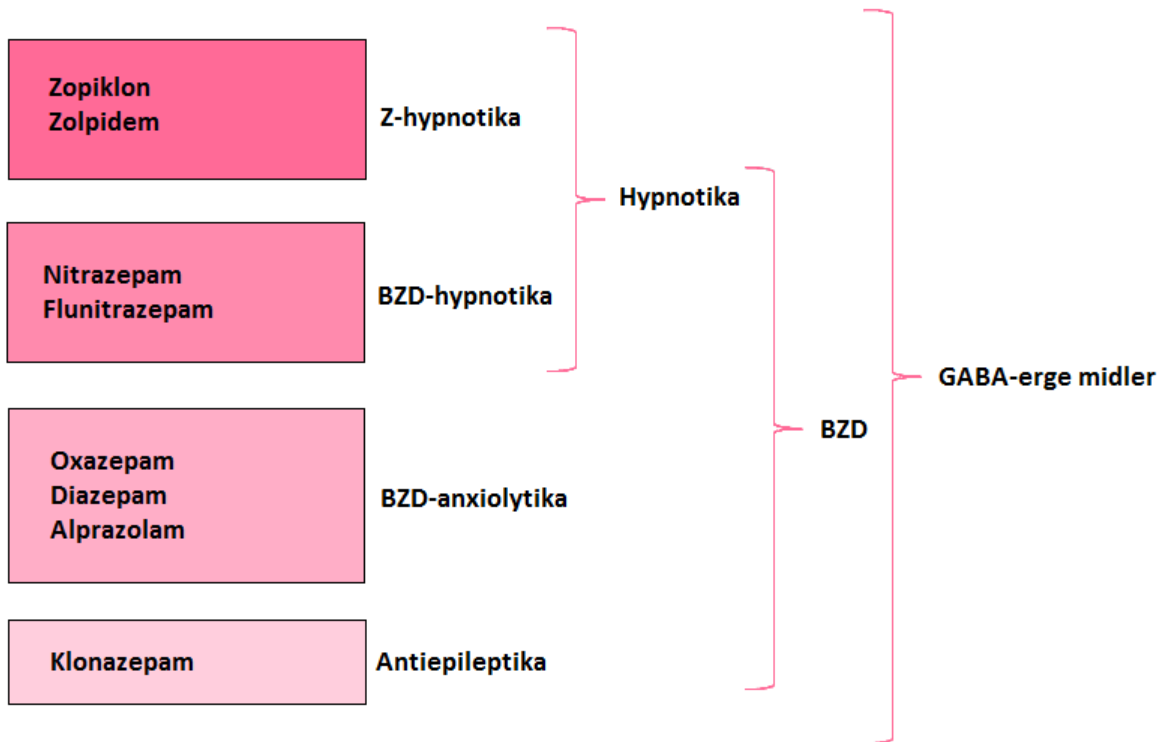 Zopiklon
Zolpidem
Z-hypnotika
Hypnotika
Nitrazepam
Flunitrazepam
BZD-hypnotika
GABA-erge midler
BZD
Oxazepam
Diazepam
Alprazolam
BZD-anxiolytika
Klonazepam
Antiepileptika